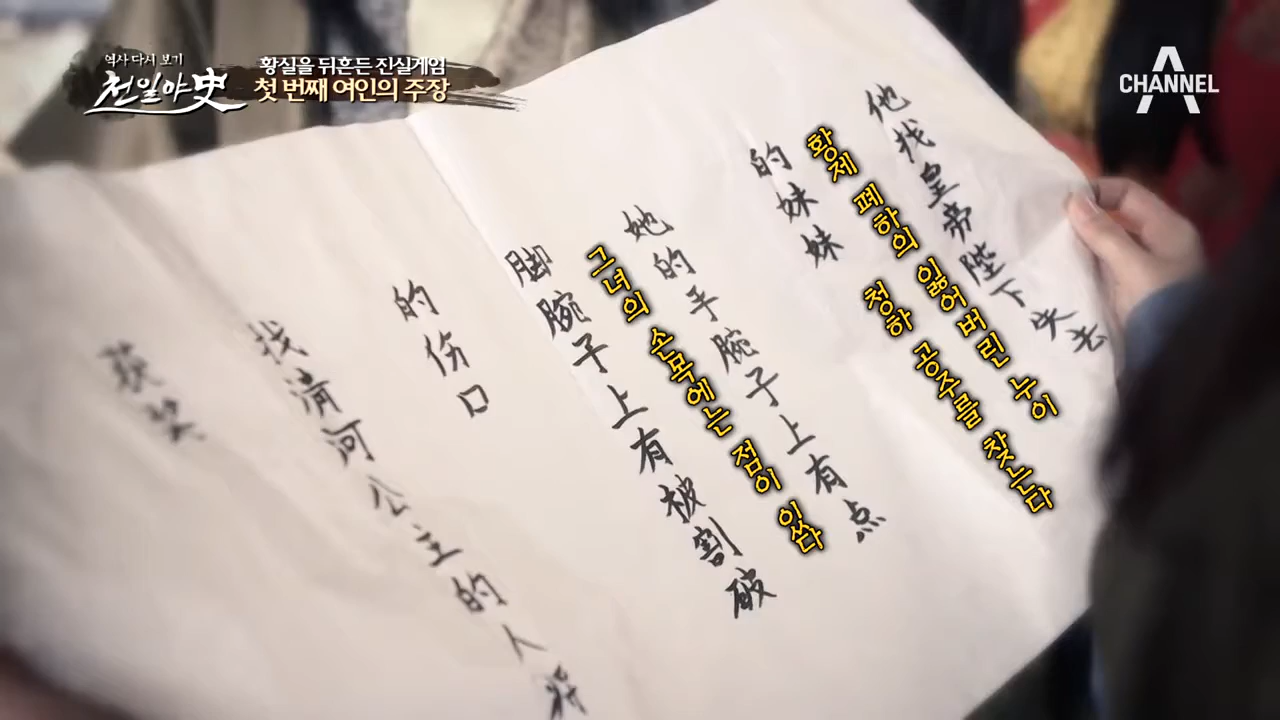 역사 다시 보기
천일야史
황실을 뒤흔든 진실게임
첫 번째 여인의 주장
CHANNEL A
他找皇帝陛下失去
的妹妹
황제 폐하의 잃어버린 누이
청하 공주를 찾는다
她的手腕子上有点
그녀의 손목에는 점이 있다
脚腕子上有被割破
的伤口
找清河公主的人将
获奖